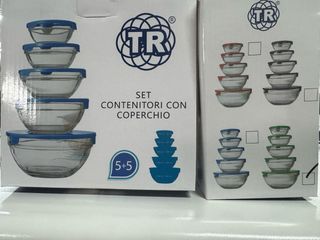 TR
®
SET
CONTENITORI CON
COPERCHIO
5+5
TR
®